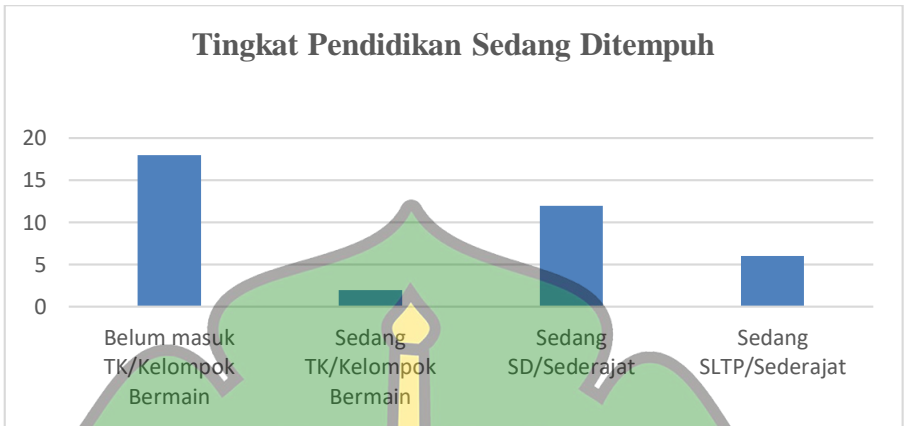 Tingkat Pendidikan Sedang Ditempuh
20
15
10
5
0
Belum masuk
TK/Kelompok
Bermain
Sedang
TK/Kelompok
Bermain
Sedang
SD/Sederajat
Sedang
SLTP/Sederajat